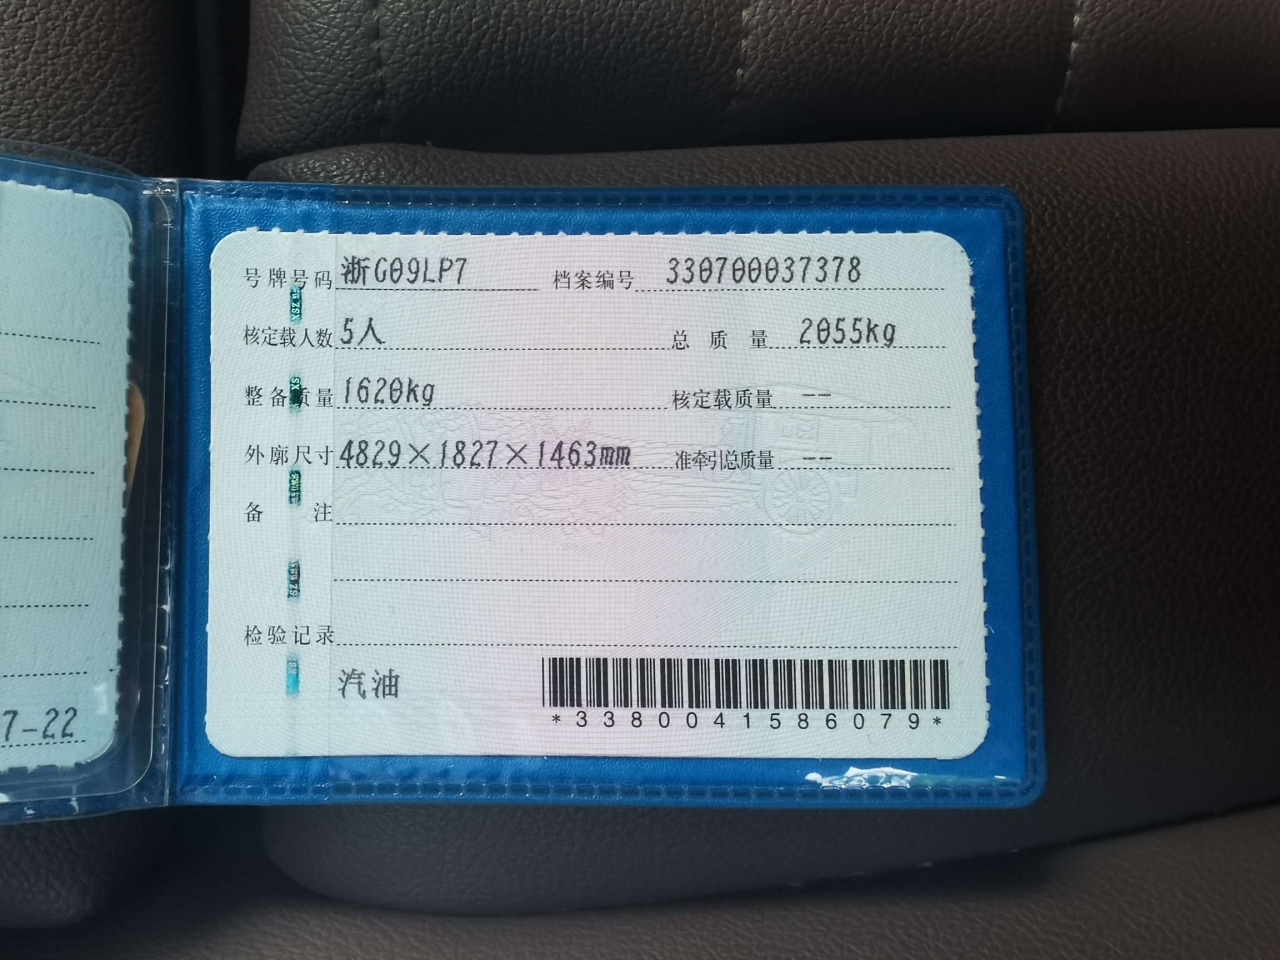 号牌号码 浙G09LP7 档案编号 330700037378
核定载人数 5人 总质量 2055kg
整备质量 1620kg 核定载质量 --
外廓尺寸 4829×1827×1463mm 准牵引总质量 --
备注
检验记录
汽油
*3380041586079*
7-22